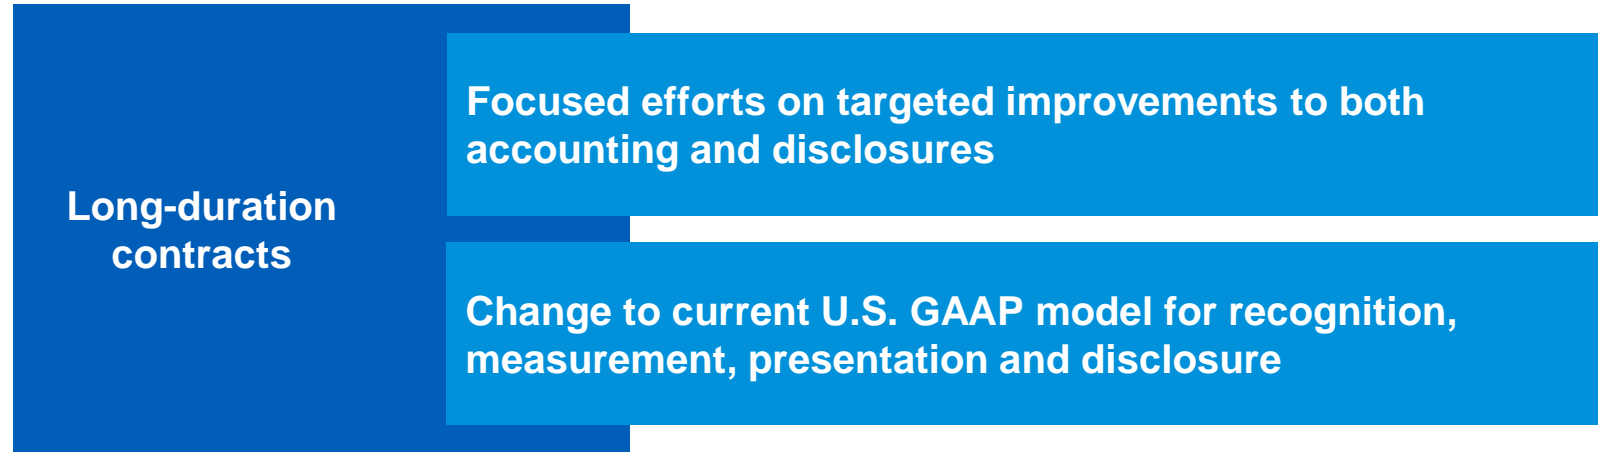 Long-duration
contracts
Focused efforts on targeted improvements to both
accounting and disclosures
Change to current U.S. GAAP model for recognition,
measurement, presentation and disclosure